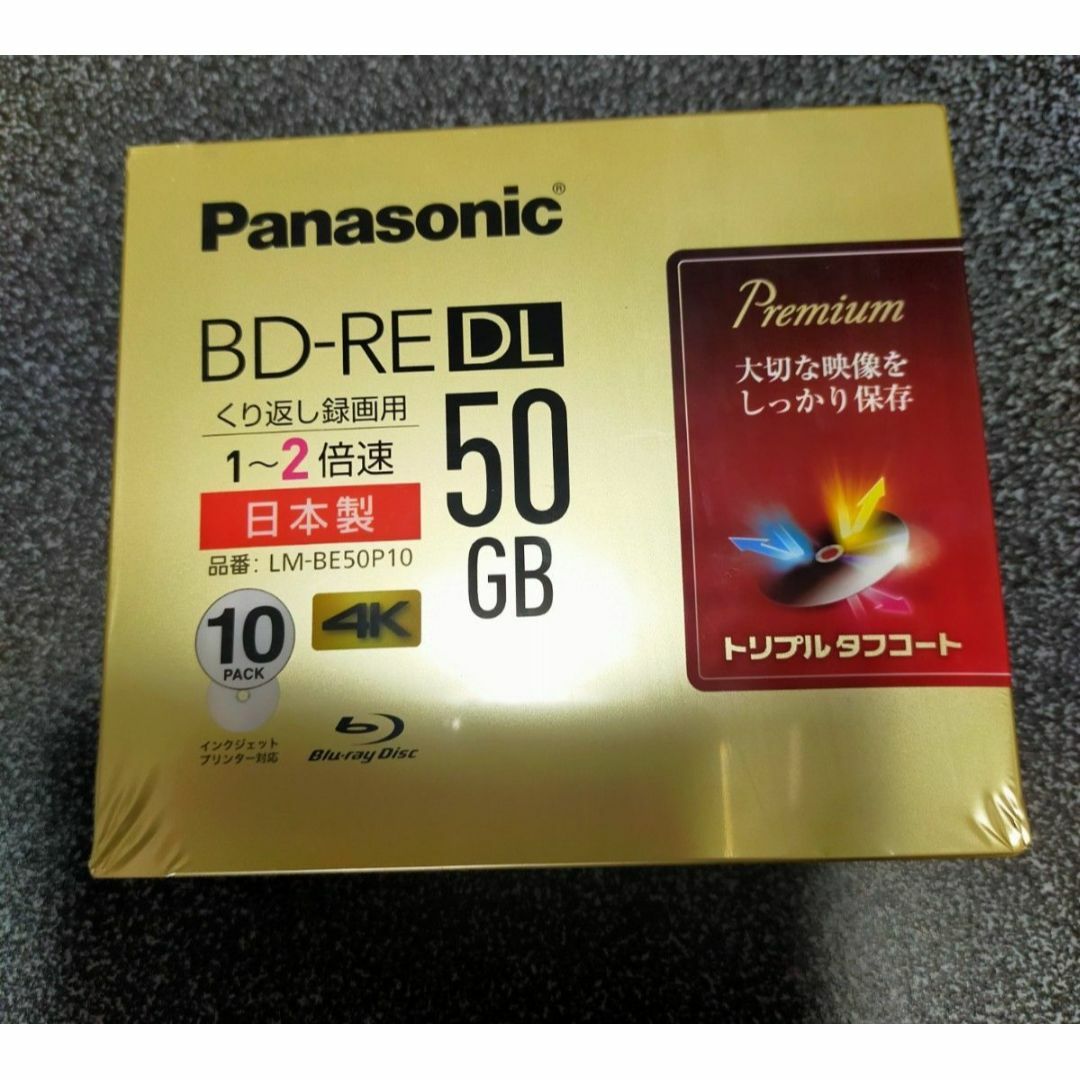 Panasonic®
BD-RE DL
くり返し録画用
1～2倍速
50
GB
日本製
品番: LM-BE50P10
10
PACK
4K
インクジェット
プリンター対応
Blu-ray Disc
Premium
大切な映像を
しっかり保存
トリプル タフコート